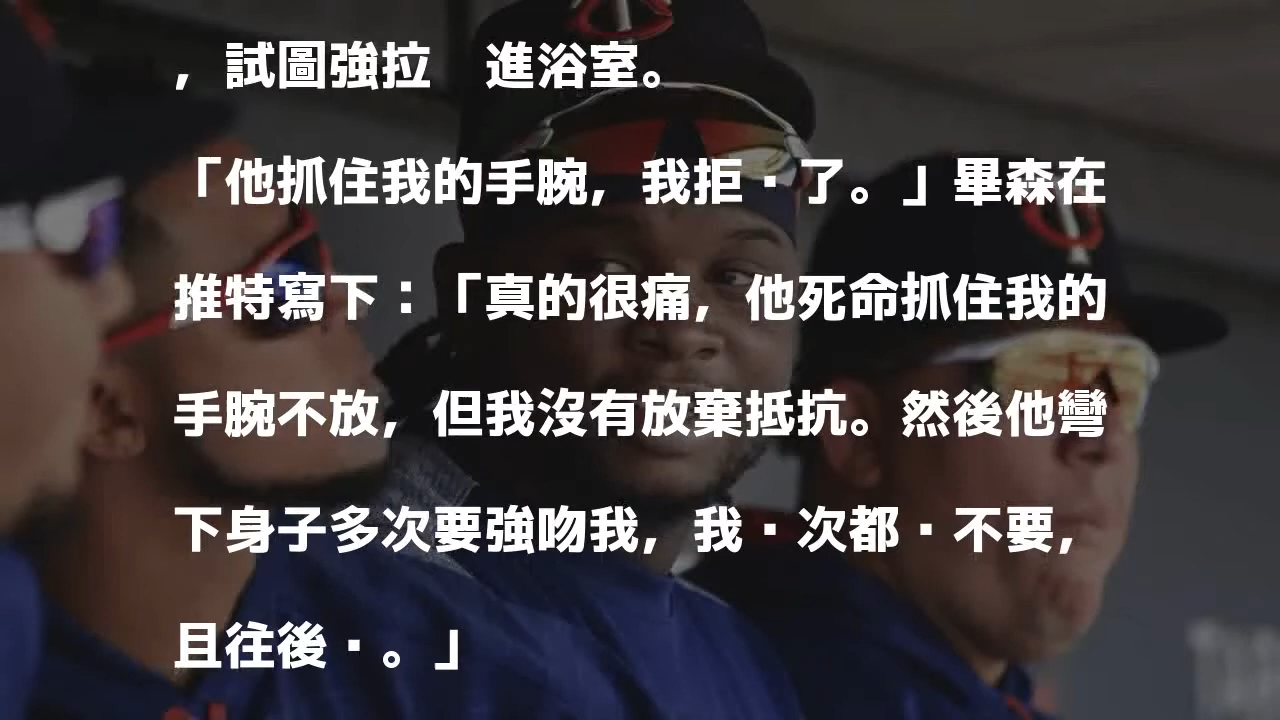 ，試圖強拉　進浴室。
「他抓住我的手腕，我拒·了。」畢森在
推特寫下：「真的很痛，他死命抓住我的
手腕不放，但我沒有放棄抵抗。然後他彎
下身子多次要強吻我，我·次都·不要，
且往後·。」